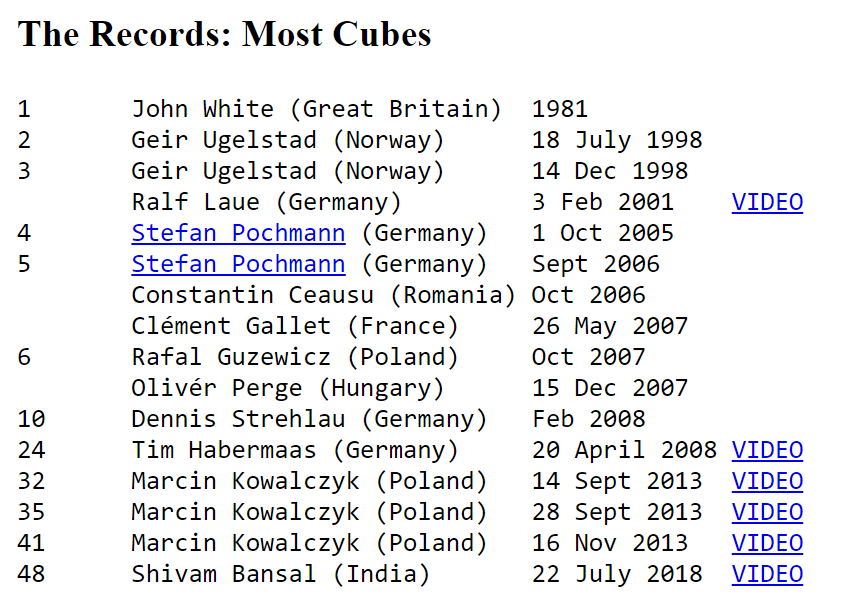 The Records: Most Cubes
1 John White (Great Britain) 1981
2 Geir Ugelstad (Norway) 18 July 1998
3 Geir Ugelstad (Norway) 14 Dec 1998
Ralf Laue (Germany) 3 Feb 2001 VIDEO
4 Stefan Pochmann (Germany) 1 Oct 2005
5 Stefan Pochmann (Germany) Sept 2006
Constantin Ceausu (Romania) Oct 2006
Clément Gallet (France) 26 May 2007
6 Rafal Guzewicz (Poland) Oct 2007
Olivér Perge (Hungary) 15 Dec 2007
10 Dennis Strehlau (Germany) Feb 2008
24 Tim Habermaas (Germany) 20 April 2008 VIDEO
32 Marcin Kowalczyk (Poland) 14 Sept 2013 VIDEO
35 Marcin Kowalczyk (Poland) 28 Sept 2013 VIDEO
41 Marcin Kowalczyk (Poland) 16 Nov 2013 VIDEO
48 Shivam Bansal (India) 22 July 2018 VIDEO